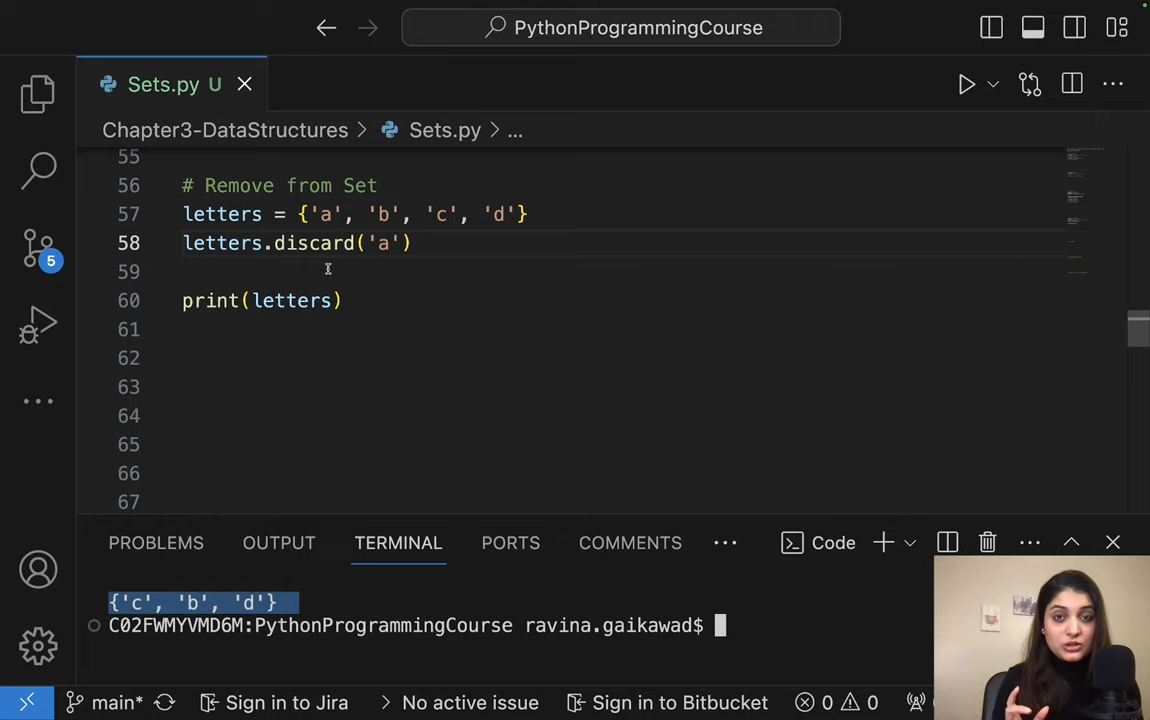 PythonProgrammingCourse
Sets.py U
Chapter3-DataStructures > Sets.py > ...
55
56 # Remove from Set
57 letters = {'a', 'b', 'c', 'd'}
58 letters.discard('a')
59
60 print(letters)
61
62
63
64
65
66
67
5
PROBLEMS OUTPUT TERMINAL PORTS COMMENTS ... Code
{'c', 'b', 'd'}
C02FWMYVMD6M:PythonProgrammingCourse ravina.gaikawad$
main* Sign in to Jira No active issue Sign in to Bitbucket 0 0